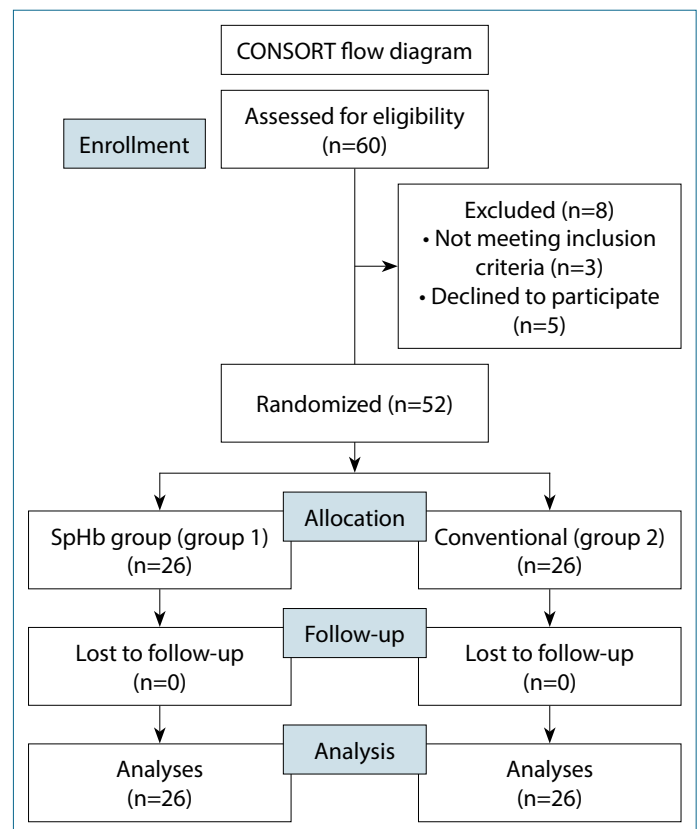 CONSORT flow diagram
Assessed for eligibility
(n=60)
Enrollment
Excluded (n=8)
• Not meeting inclusion
criteria (n=3)
• Declined to participate
(n=5)
Randomized (n=52)
Allocation
SpHb group (group 1)
(n=26)
Conventional (group 2)
(n=26)
Follow-up
Lost to follow-up
(n=0)
Lost to follow-up
(n=0)
Analysis
Analyses
(n=26)
Analyses
(n=26)